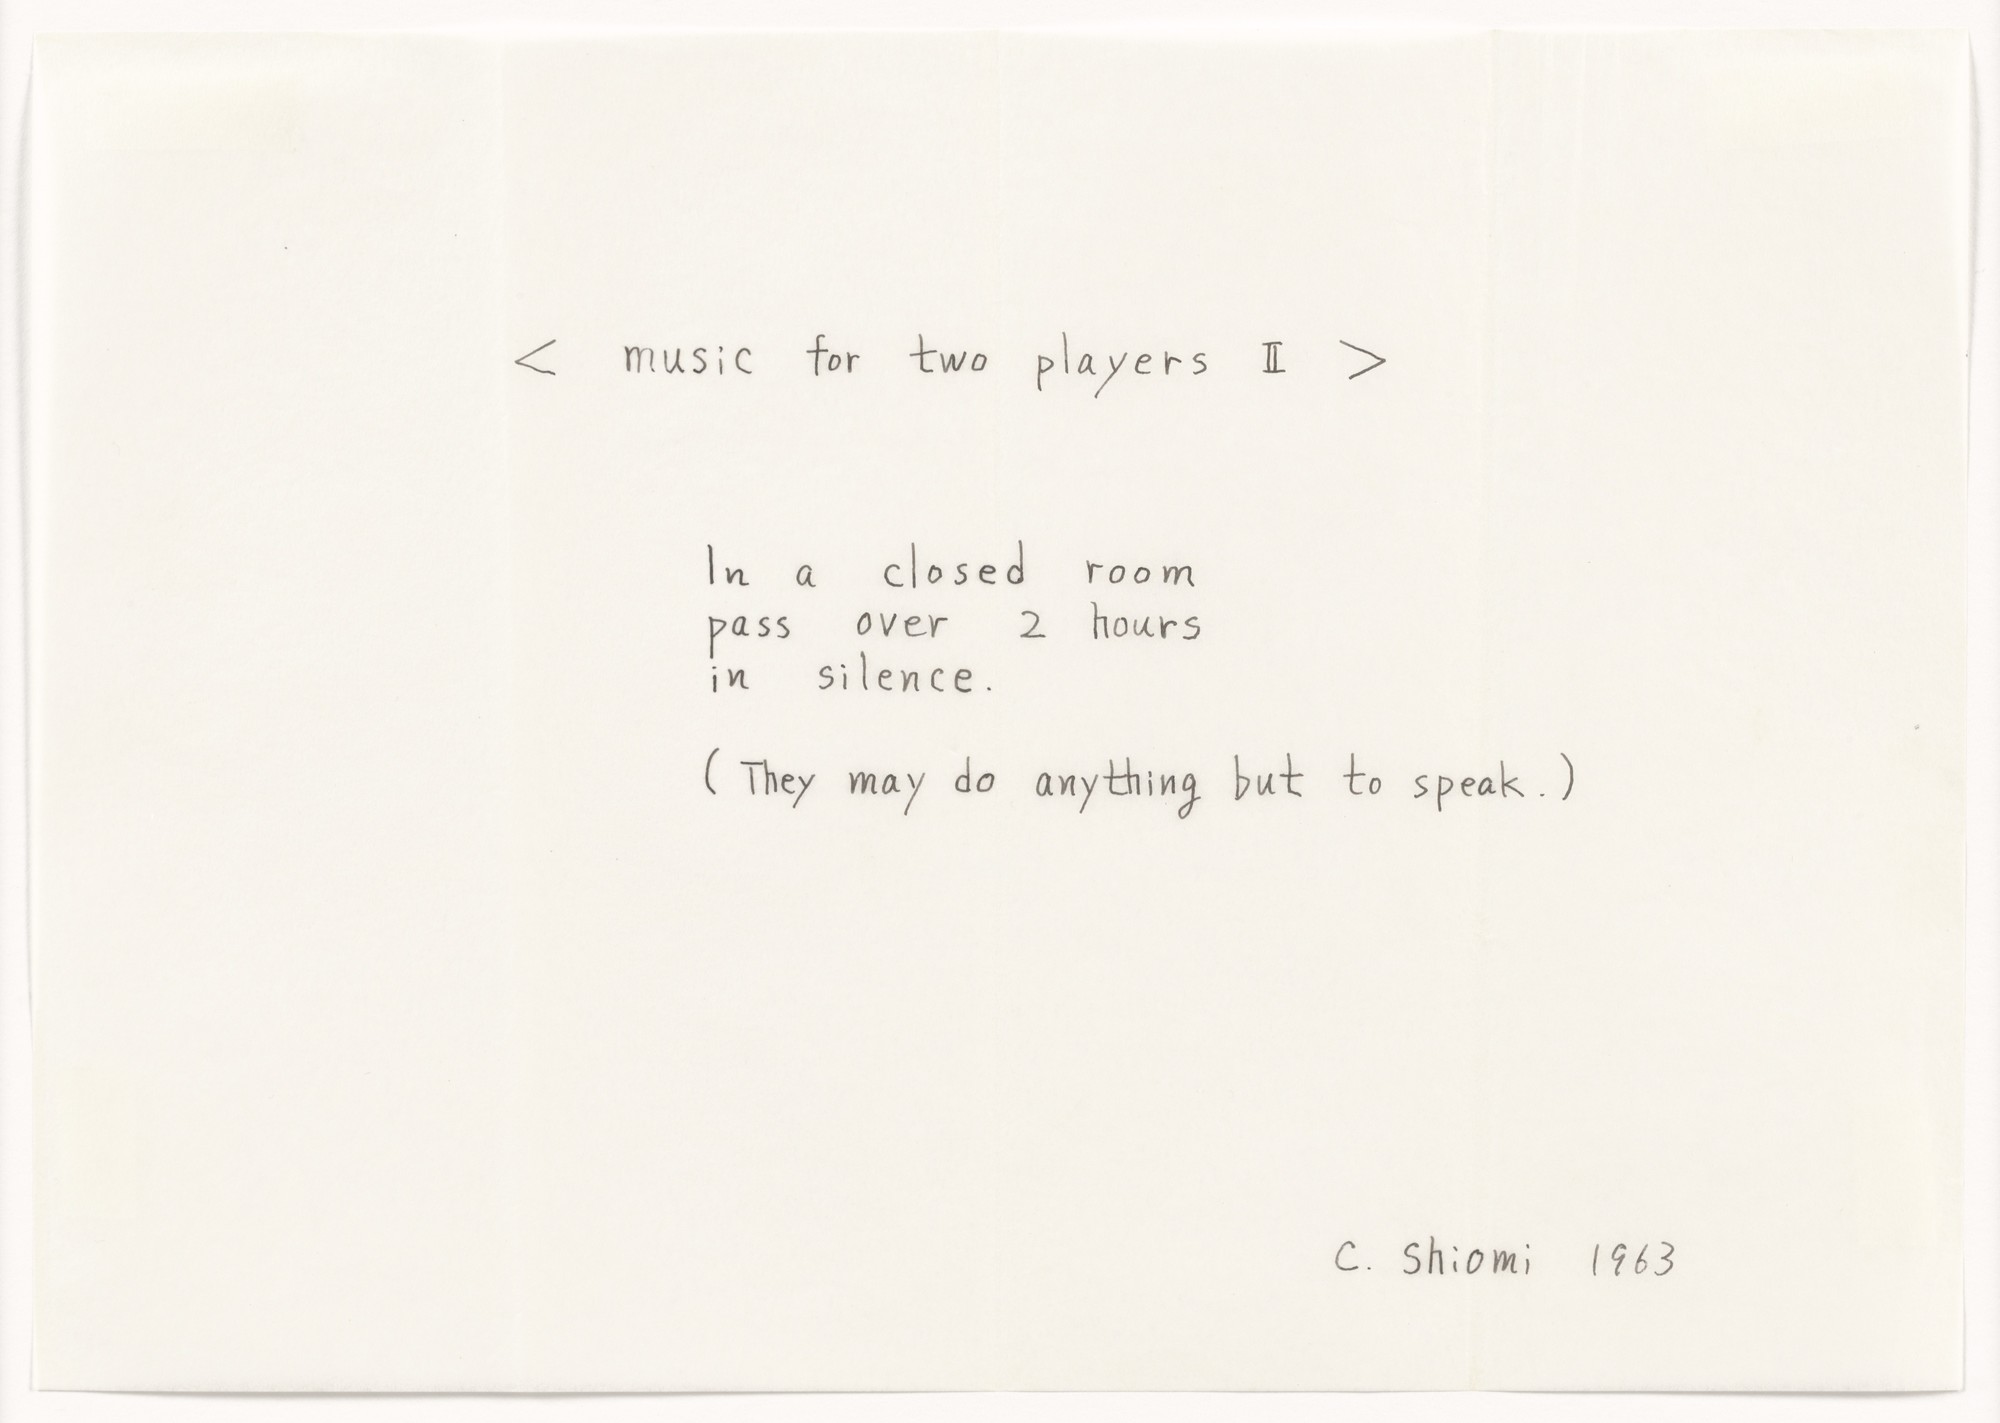 < music for two players II >
In a closed room
pass over 2 hours
in silence.
( They may do anything but to speak. )
C. Shiomi 1963